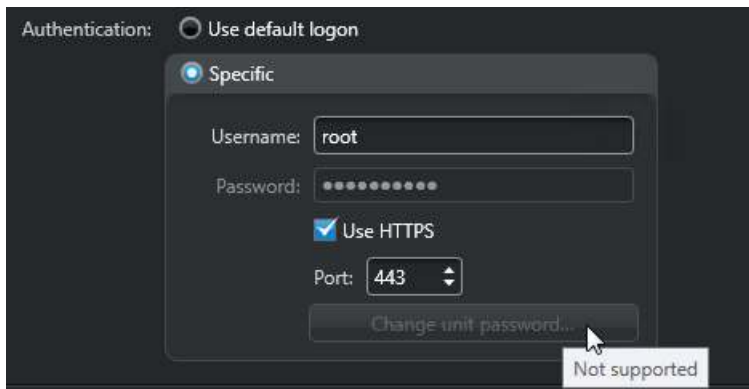 Authentication: Use default logon
Specific
Username: root
Password: ●●●●●●●●●●
Use HTTPS
Port: 443
Change unit password...
Not supported